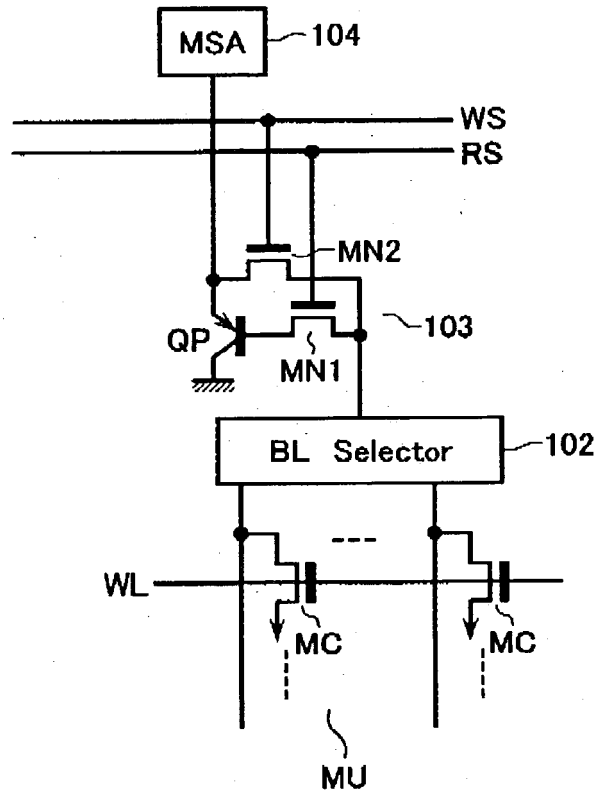 MSA
104
WS
RS
MN2
103
QP
MN1
BL Selector
102
WL
MC
MC
MU